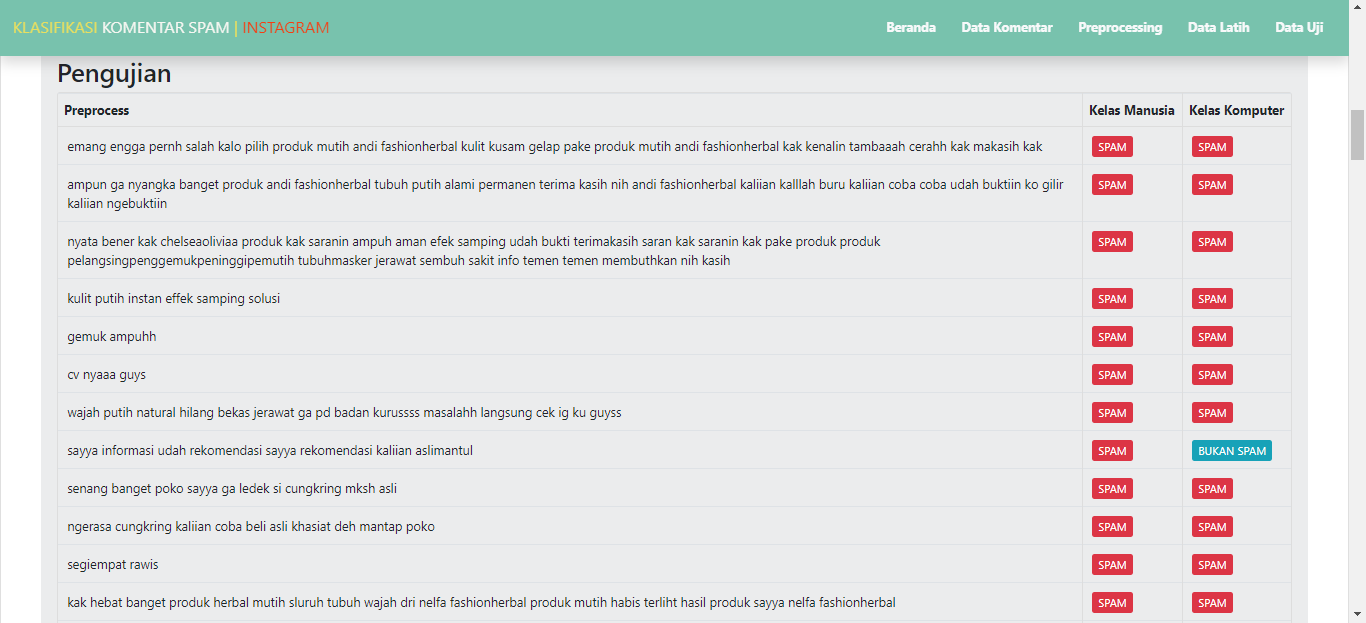 KLASIFIKASI KOMENTAR SPAM | INSTAGRAM Beranda Data Komentar Preprocessing Data Latih Data Uji
Pengujian
Preprocess Kelas Manusia Kelas Komputer
emang engga pernh salah kalo pilih produk mutih andi fashionherbal kulit kusam gelap pake produk mutih andi fashionherbal kak kenalin tambaaah cerahh kak makasih kak SPAM SPAM
ampun ga nyangka banget produk andi fashionherbal tubuh putih alami permanen terima kasih nih andi fashionherbal kaliian kalllah buru kaliian coba coba udah buktiin ko gilir SPAM SPAM
kaliian ngebuktiin
nyata bener kak chelseaoliviaa produk kak saranin ampuh aman efek samping udah bukti terimakasih saran kak saranin kak pake produk produk SPAM SPAM
pelangsingpenggemukpeninggipemutih tubuhmasker jerawat sembuh sakit info temen temen membuthkan nih kasih
kulit putih instan effek samping solusi SPAM SPAM
gemuk ampuhh SPAM SPAM
cv nyaaa guys SPAM SPAM
wajah putih natural hilang bekas jerawat ga pd badan kurussss masalahh langsung cek ig ku guyss SPAM SPAM
sayya informasi udah rekomendasi sayya rekomendasi kaliian aslimantul SPAM BUKAN SPAM
senang banget poko sayya ga ledek si cungkring mksh asli SPAM SPAM
ngerasa cungkring kaliian coba beli asli khasiat deh mantap poko SPAM SPAM
segiempat rawis SPAM SPAM
kak hebat banget produk herbal mutih sluruh tubuh wajah dri nelfa fashionherbal produk mutih habis terliht hasil produk sayya nelfa fashionherbal SPAM SPAM